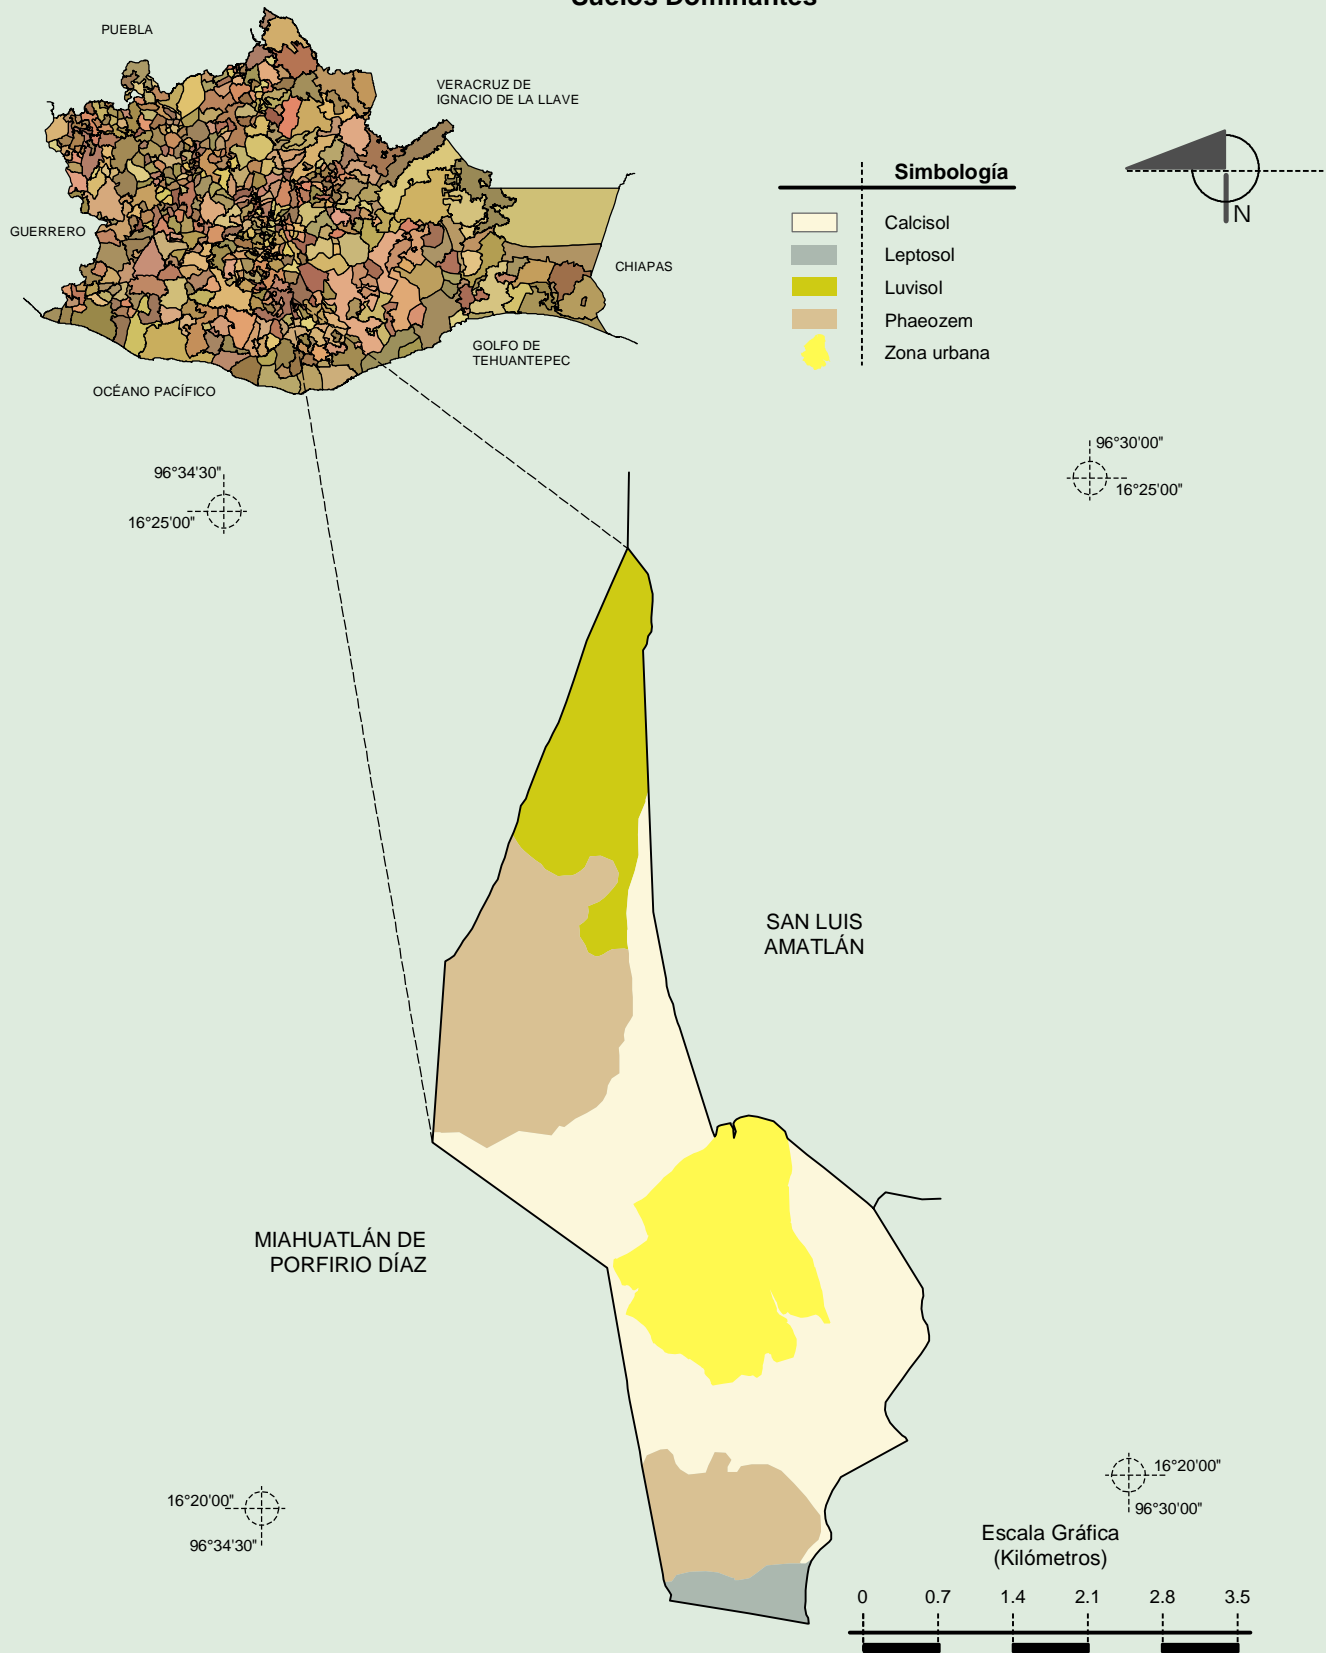 Suelos Dominantes
PUEBLA
VERACRUZ DE
IGNACIO DE LA LLAVE
GUERRERO
CHIAPAS
GOLFO DE
TEHUANTEPEC
OCÉANO PACÍFICO
Simbología
Calcisol
Leptosol
Luvisol
Phaeozem
Zona urbana
N
96°34'30"
16°25'00"
96°30'00"
16°25'00"
SAN LUIS
AMATLÁN
MIAHUATLÁN DE
PORFIRIO DÍAZ
16°20'00"
96°34'30"
16°20'00"
96°30'00"
Escala Gráfica
(Kilómetros)
0 0.7 1.4 2.1 2.8 3.5